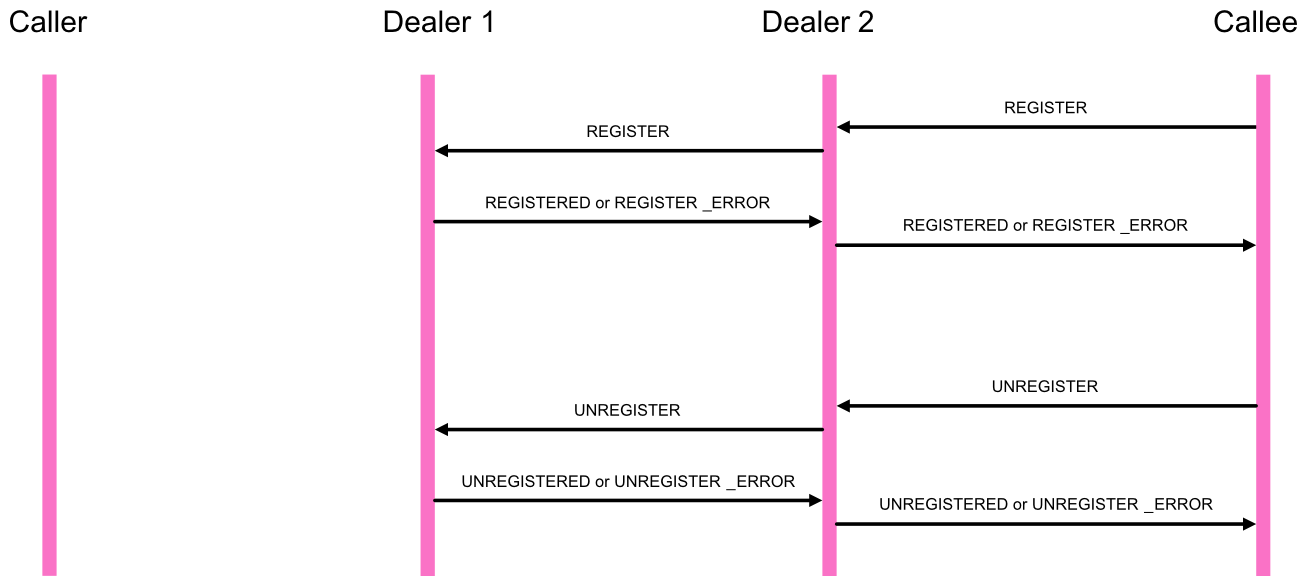 Caller
Dealer 1
Dealer 2
Callee
REGISTER
REGISTER
REGISTERED or REGISTER _ERROR
REGISTERED or REGISTER _ERROR
UNREGISTER
UNREGISTER
UNREGISTERED or UNREGISTER _ERROR
UNREGISTERED or UNREGISTER _ERROR